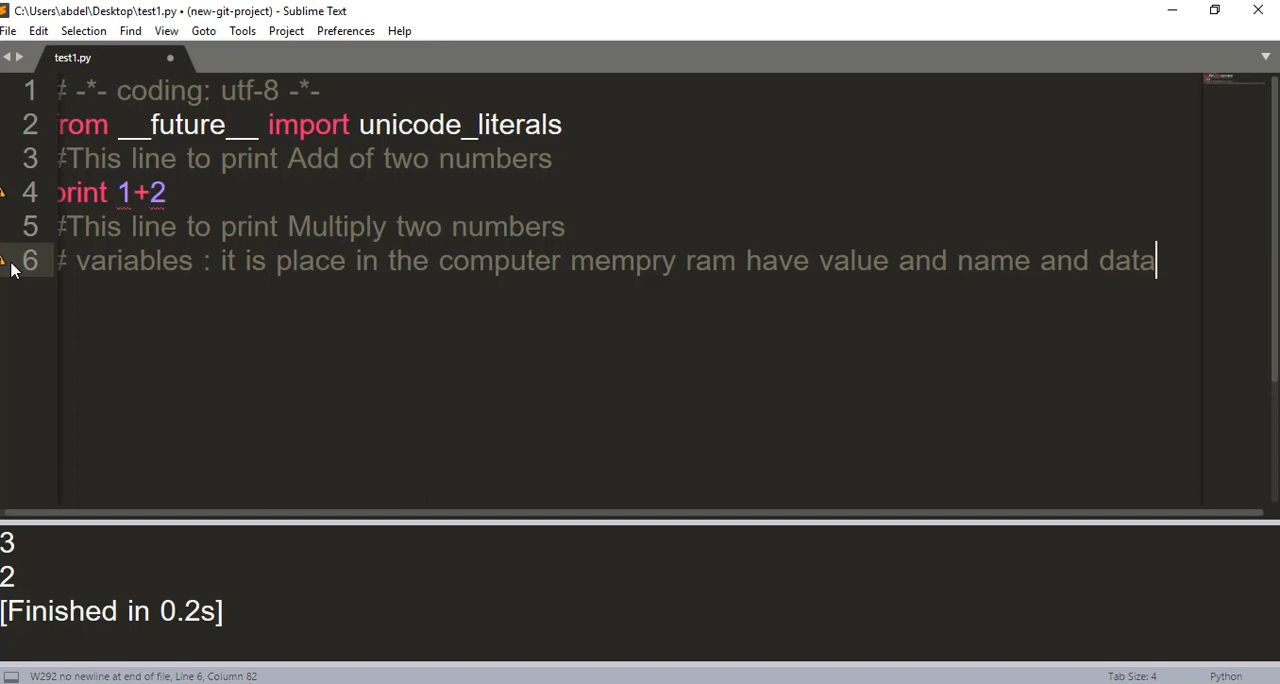 C:\Users\abdel\Desktop\test1.py • (new-git-project) - Sublime Text
File Edit Selection Find View Goto Tools Project Preferences Help
test1.py
1 # -*- coding: utf-8 -*-
2 from __future__ import unicode_literals
3 #This line to print Add of two numbers
4 print 1+2
5 #This line to print Multiply two numbers
6 # variables : it is place in the computer mempry ram have value and name and data
3
2
[Finished in 0.2s]
W292 no newline at end of file, Line 6, Column 82 Tab Size: 4 Python